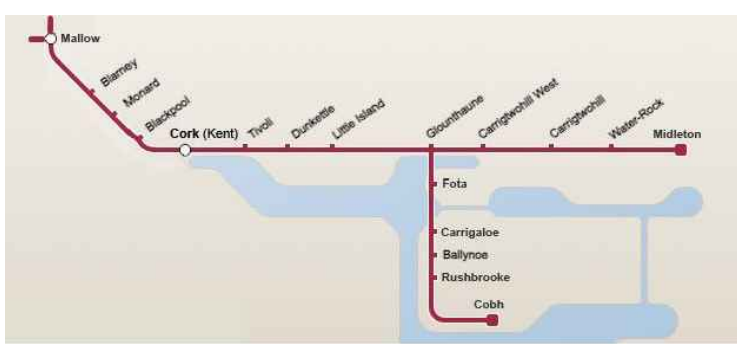 Mallow
Blarney
Monard
Blackpool
Cork (Kent)
Tivoli
Dunkettle
Little Island
Glounthaune
Carrigtwohill West
Carrigtwohill
Water-Rock
Midleton
Fota
Carrigaloe
Ballynoe
Rushbrooke
Cobh